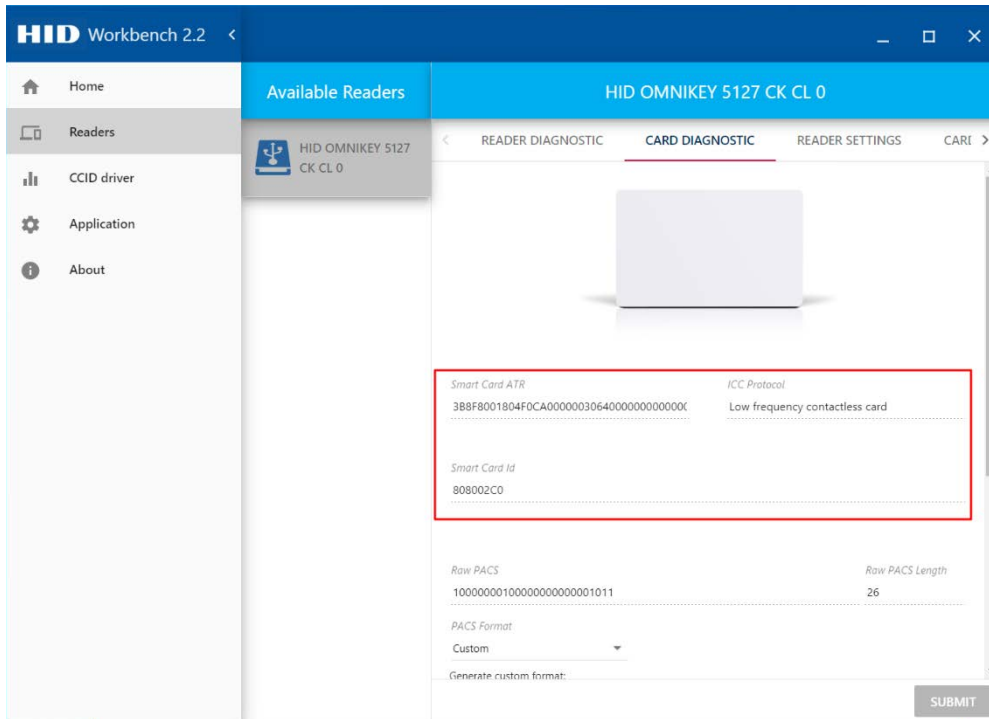 HID Workbench 2.2
Home
Readers
CCID driver
Application
About
Available Readers
HID OMNIKEY 5127
CK CL 0
HID OMNIKEY 5127 CK CL 0
READER DIAGNOSTIC CARD DIAGNOSTIC READER SETTINGS CARD
Smart Card ATR ICC Protocol
3B8F8001804F0CA0000003064000000000000C Low frequency contactless card
Smart Card Id
808002C0
Raw PACS Raw PACS Length
10000000100000000000001011 26
PACS Format
Custom
Generate custom format:
SUBMIT